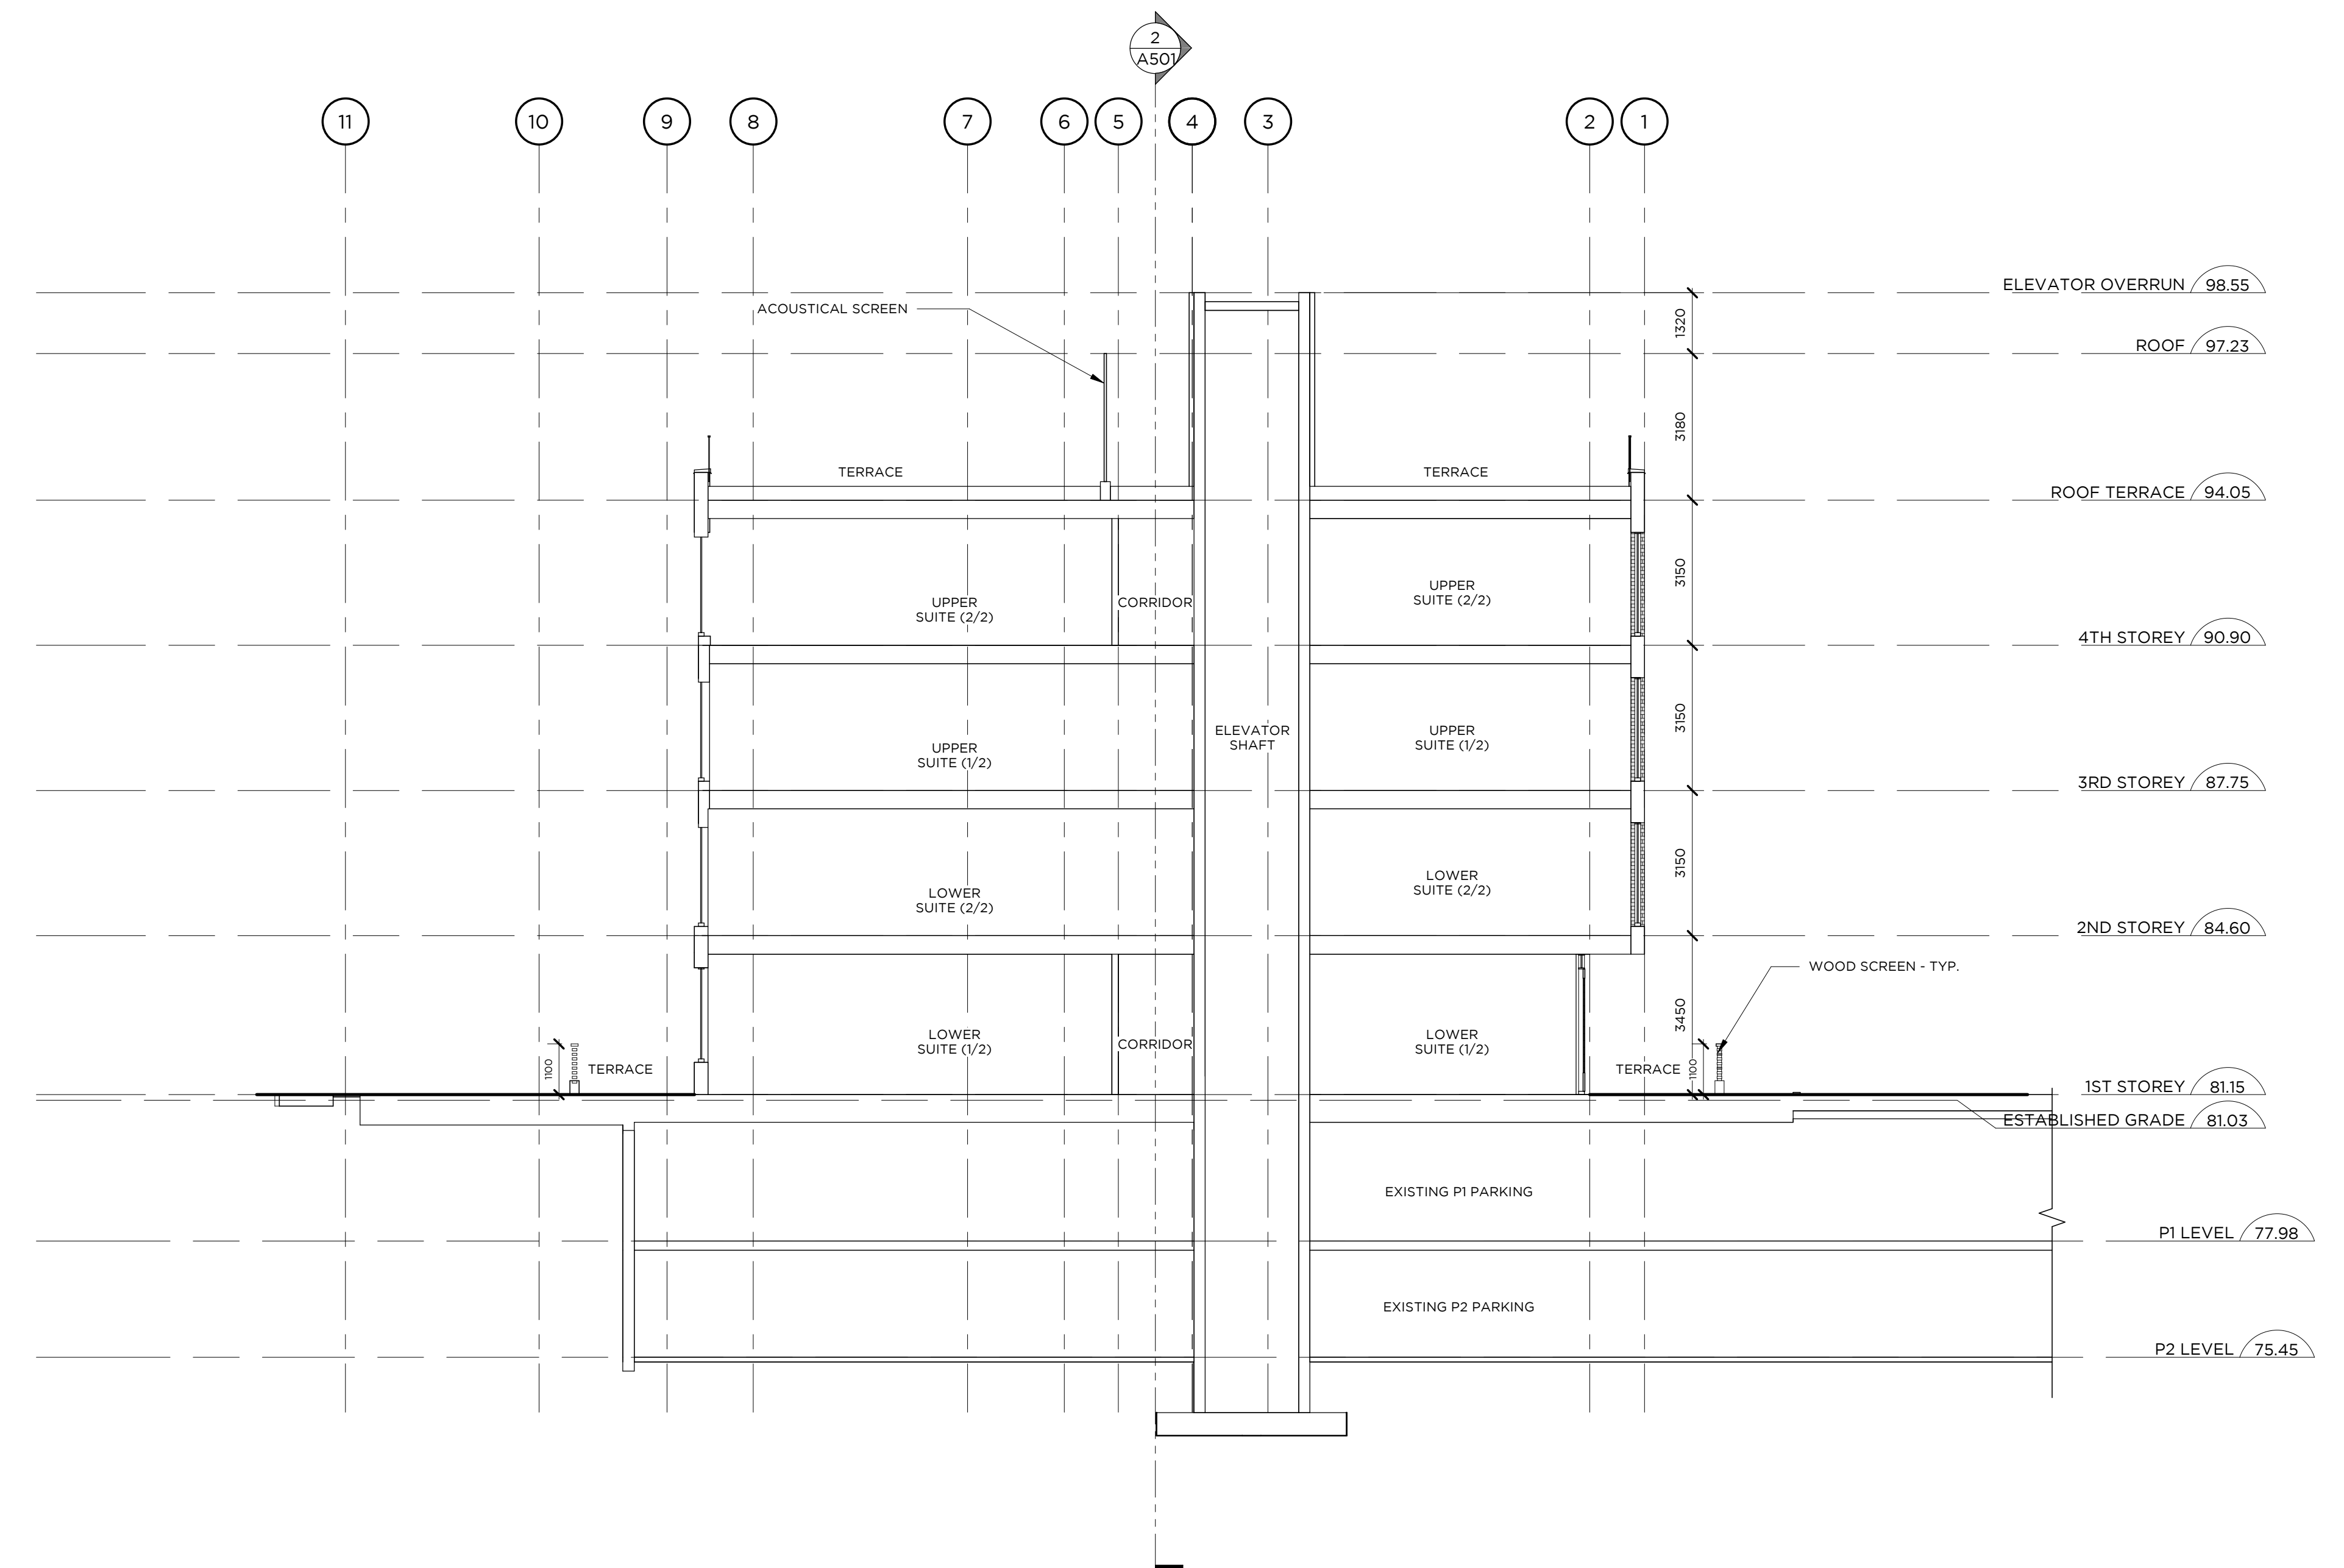 2
A501
11
10
9
8
7
6
5
4
3
2
1
ELEVATOR OVERRUN 98.55
ACOUSTICAL SCREEN
1320
ROOF 97.23
3180
TERRACE
TERRACE
ROOF TERRACE 94.05
3150
UPPER
SUITE (2/2)
CORRIDOR
UPPER
SUITE (2/2)
4TH STOREY 90.90
3150
UPPER
SUITE (1/2)
ELEVATOR
SHAFT
UPPER
SUITE (1/2)
3RD STOREY 87.75
3150
LOWER
SUITE (2/2)
LOWER
SUITE (2/2)
2ND STOREY 84.60
WOOD SCREEN - TYP.
3450
LOWER
SUITE (1/2)
CORRIDOR
LOWER
SUITE (1/2)
1100
TERRACE
TERRACE
1100
1ST STOREY 81.15
ESTABLISHED GRADE 81.03
EXISTING P1 PARKING
P1 LEVEL 77.98
EXISTING P2 PARKING
P2 LEVEL 75.45